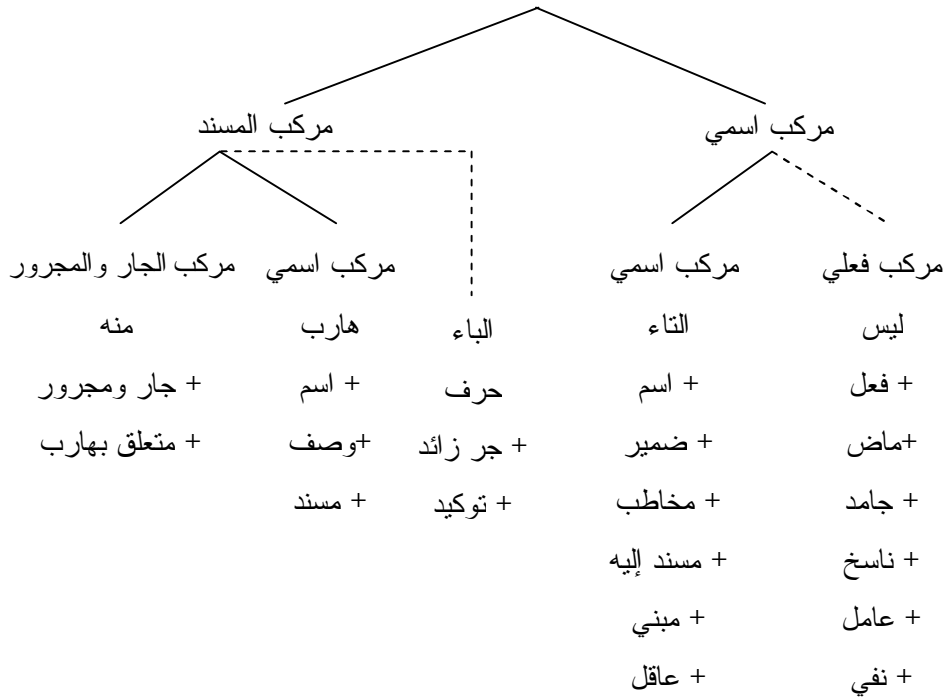 مركب اسمي مركب المسند
مركب فعلي مركب اسمي مركب اسمي مركب الجار والمجرور
ليس التاء الباء هارب منه
+ فعل + اسم حرف + اسم + جار ومجرور
+ماض + ضمير + جر زائد +وصف + متعلق بهارب
+ جامد + مخاطب + توكيد + مسند
+ ناسخ + مسند إليه
+ عامل + مبني
+ نفي + عاقل